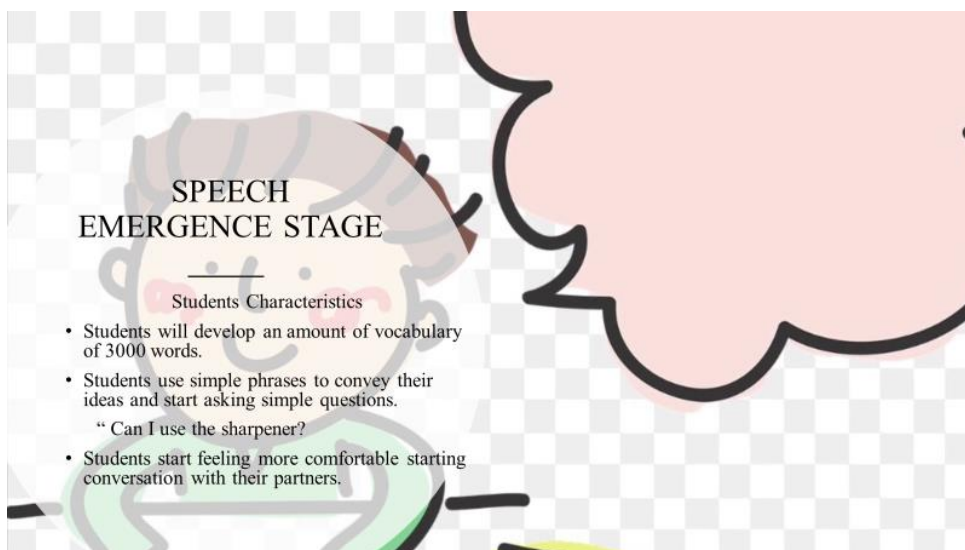 SPEECH
EMERGENCE STAGE
Students Characteristics
• Students will develop an amount of vocabulary
of 3000 words.
• Students use simple phrases to convey their
ideas and start asking simple questions.
“ Can I use the sharpener?
• Students start feeling more comfortable starting
conversation with their partners.